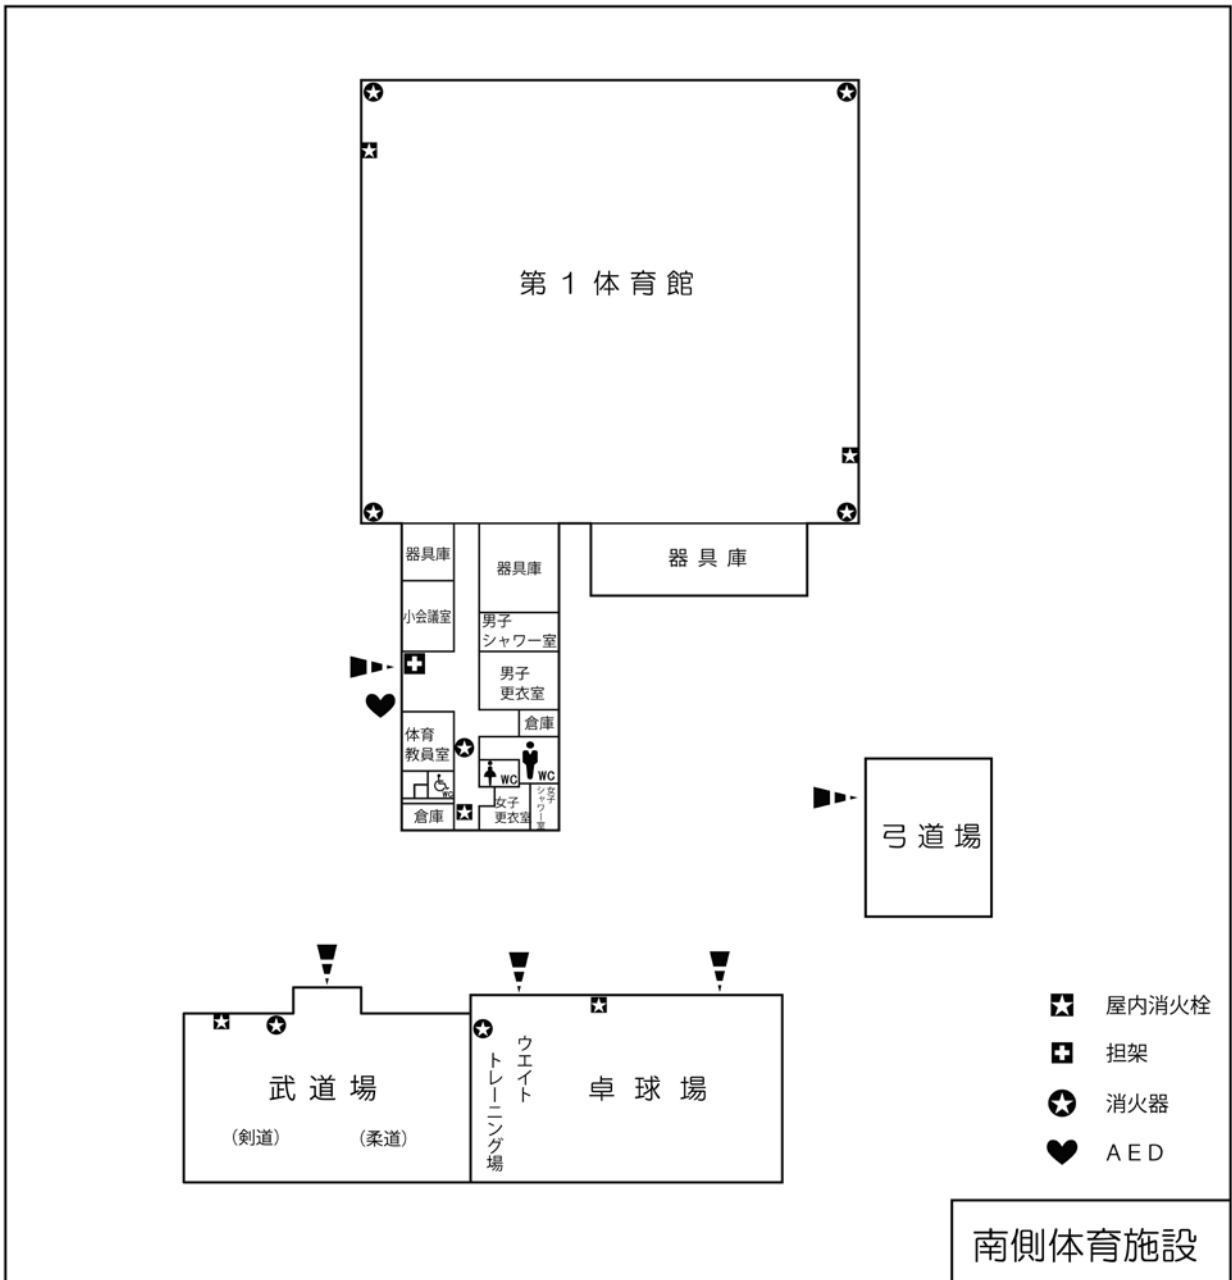 第1体育館
器具庫
器具庫
器具庫
小会議室
男子
シャワー室
男子
更衣室
倉庫
体育
教員室
WC
WC
WC
女子
更衣室
女子
シャワー室
倉庫
弓道場
武道場
(剣道)
(柔道)
ウエイト
トレーニング場
卓球場
屋内消火栓
担架
消火器
AED
南側体育施設